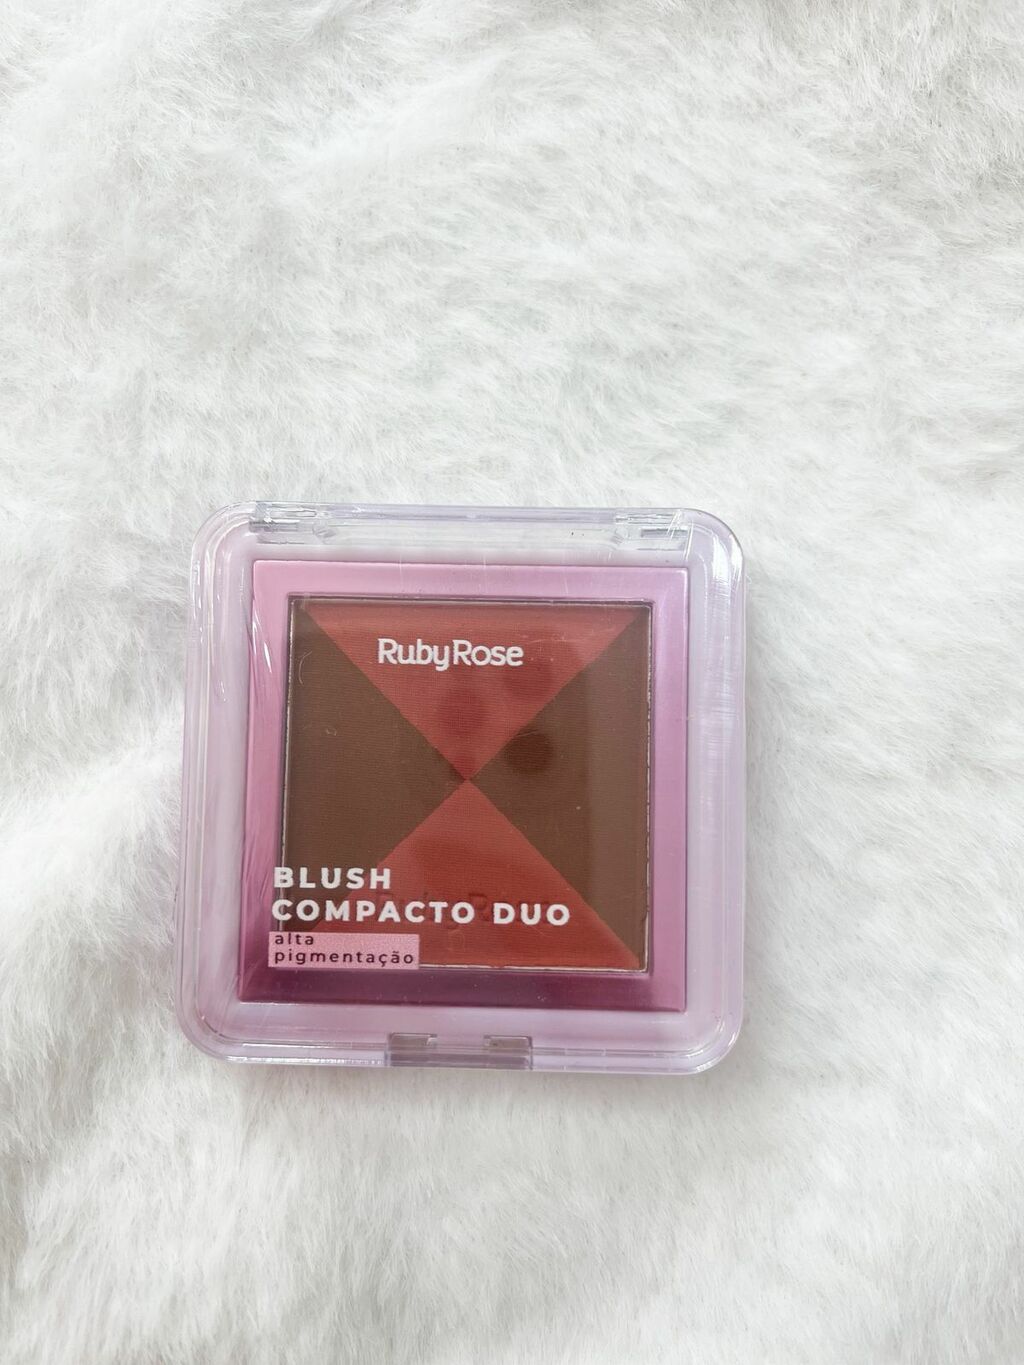 RubyRose
BLUSH
COMPACTO DUO
alta
pigmentação